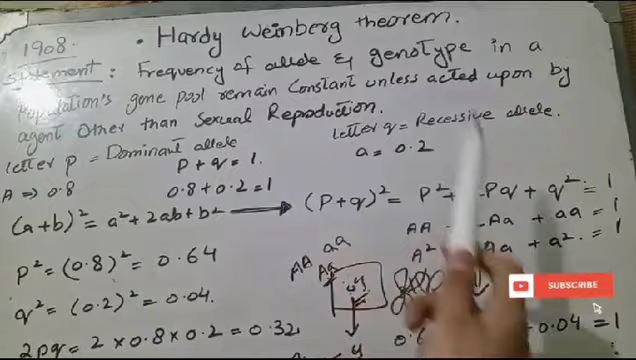 1908.
· Hardy Weinberg theorem.
Statement : Frequency of allele & genotype in a
Population's gone pool remain Constant unless acted upon by
agent Other than Sexual Reproduction.
letter p = Dominant allele
letter q = Recessive allele.
A => 0.8
P + q = 1.
a = 0.2
0.8 + 0.2 = 1
(a+b)² = a² + 2ab + b² → (P+q)² = P² + Pq + q² = 1
AA Aa + aa = 1
A² Aa + a² = 1
p² = (0.8)² = 0.64
AA Aa aa
q² = (0.2)² = 0.04.
2pq = 2 × 0.8 × 0.2 = 0.32
0.04 = 1
SUBSCRIBE